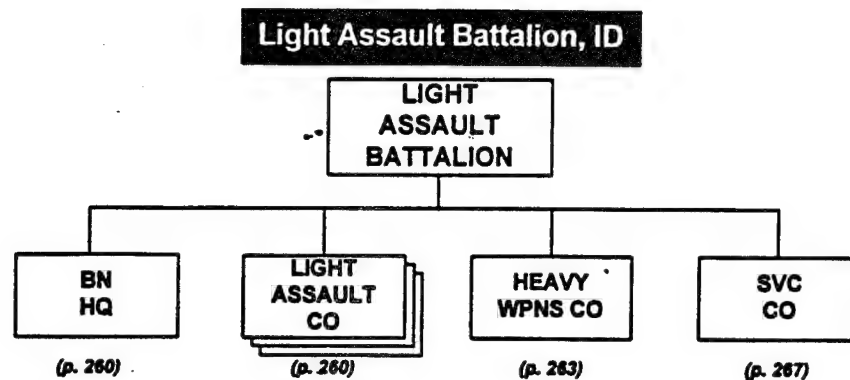 Light Assault Battalion, ID
LIGHT
ASSAULT
BATTALION
BN
HQ
LIGHT
ASSAULT
CO
HEAVY
WPNS CO
SVC
CO
(p. 260)
(p. 260)
(p. 263)
(p. 267)